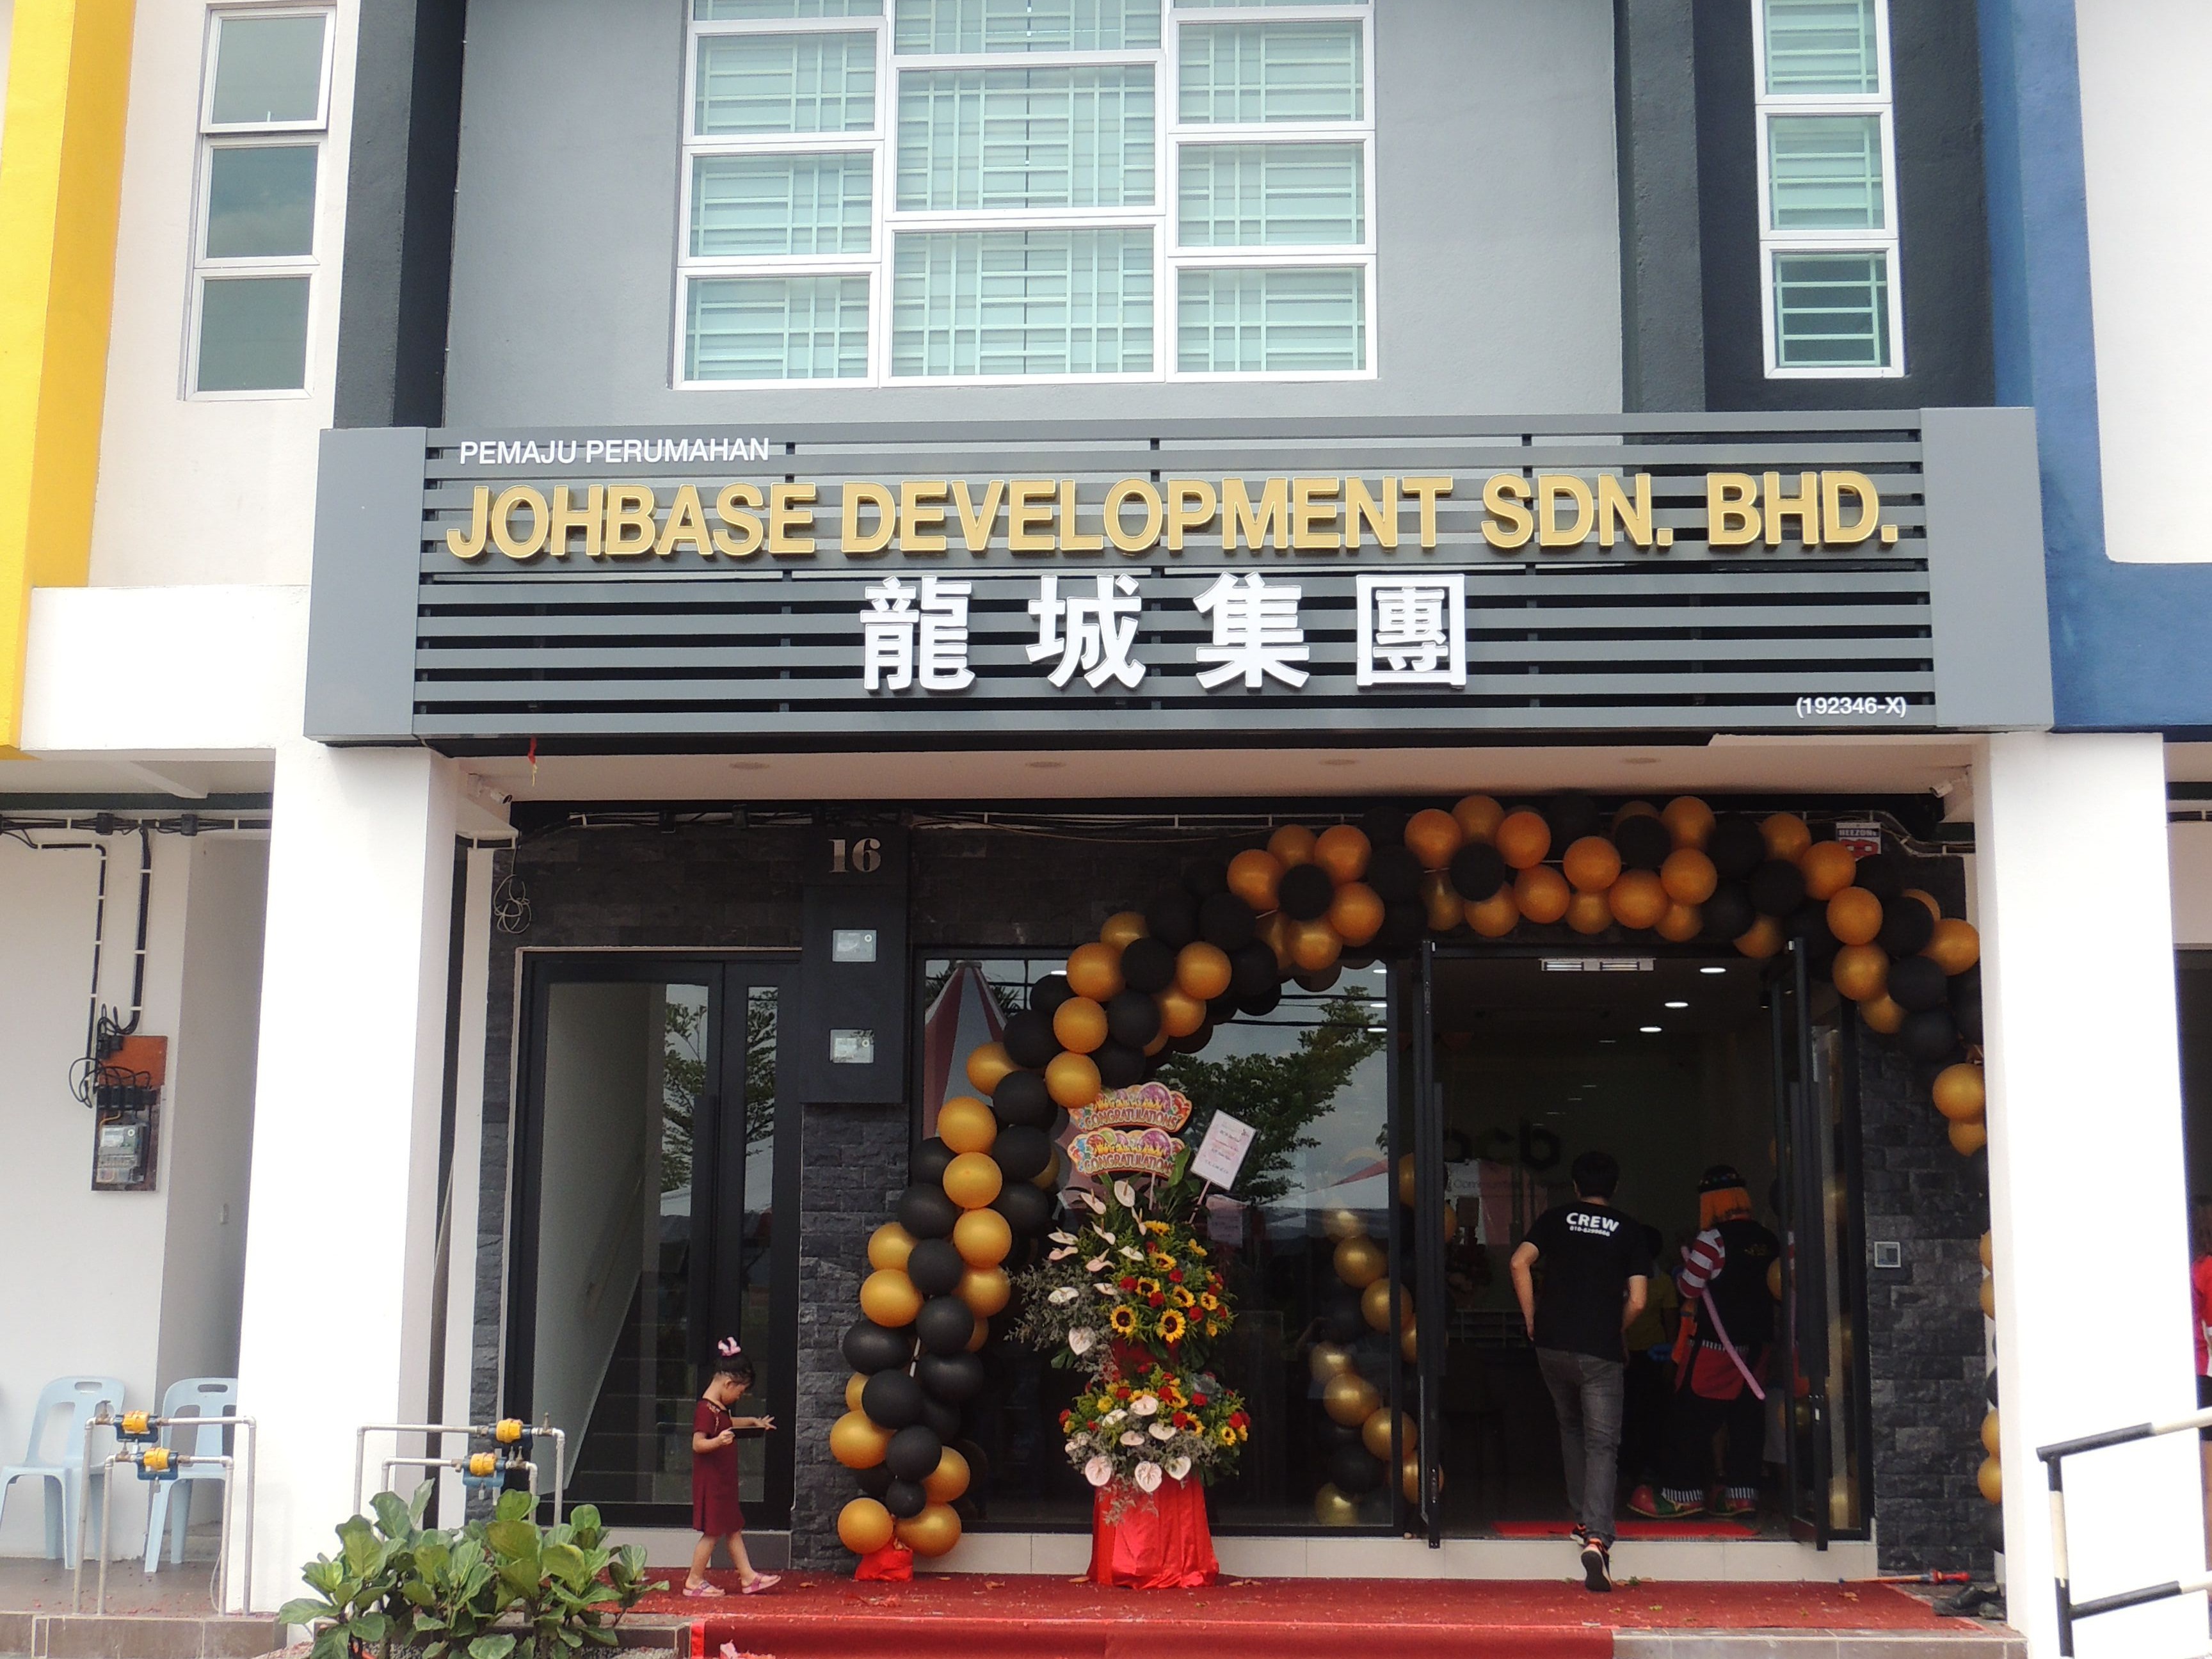 PEMAJU PERUMAHAN
JOHBASE DEVELOPMENT SDN. BHD.
龍城集團
(192346-X)
16
CONGRATULATIONS
CONGRATULATIONS
CREW